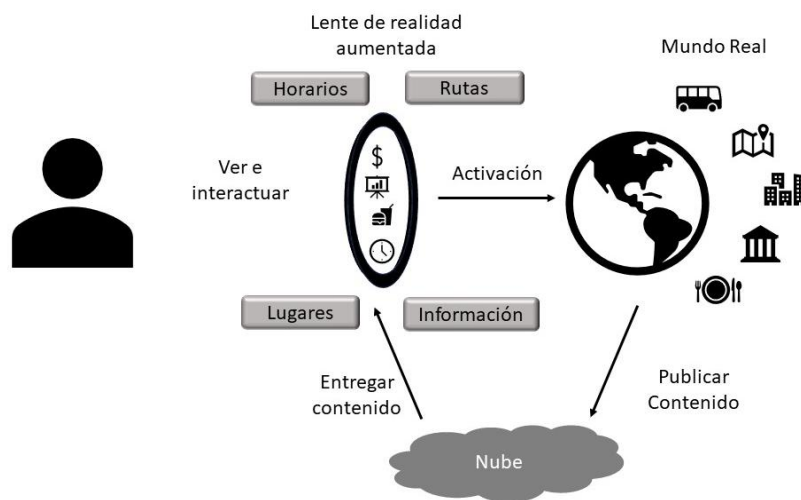 Lente de realidad
aumentada
Mundo Real
Horarios
Rutas
Ver e
interactuar
$
Activación
Lugares
Información
Entregar
contenido
Publicar
Contenido
Nube